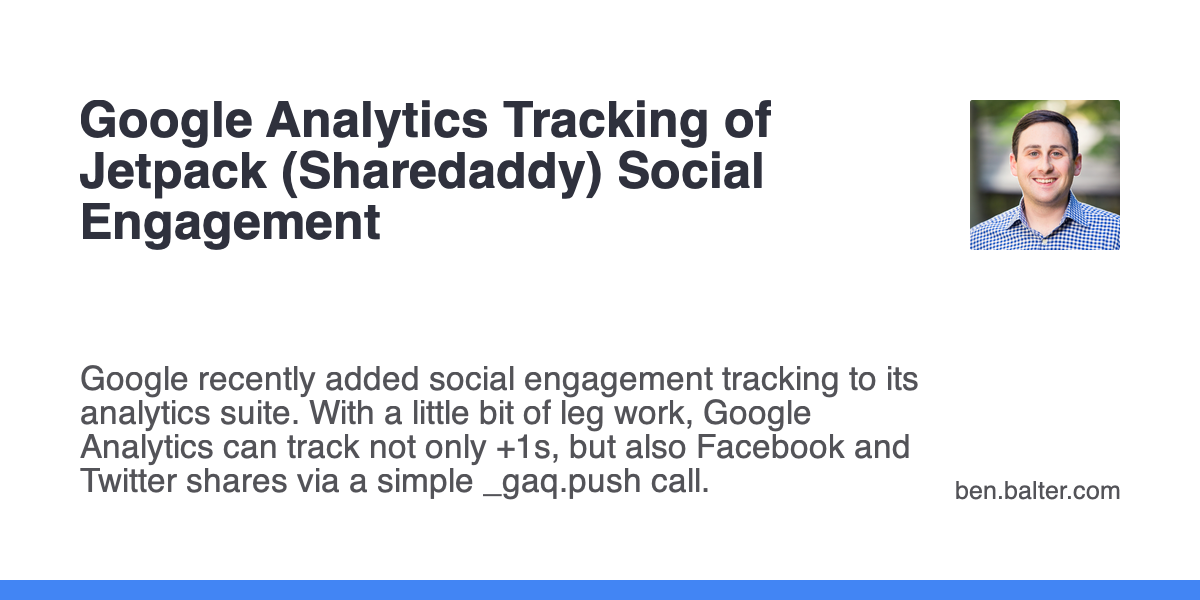 Google Analytics Tracking of
Jetpack (Sharedaddy) Social
Engagement
Google recently added social engagement tracking to its
analytics suite. With a little bit of leg work, Google
Analytics can track not only +1s, but also Facebook and
Twitter shares via a simple _gaq.push call.
ben.balter.com